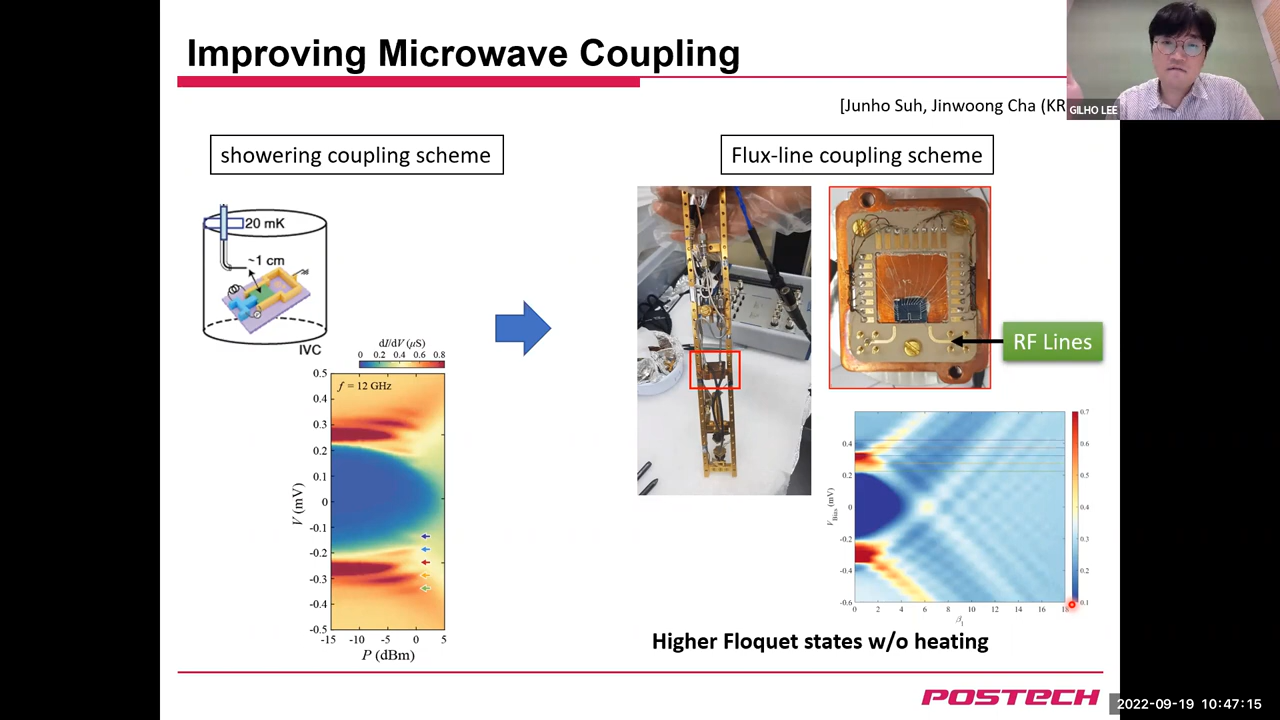 Improving Microwave Coupling
[Junho Suh, Jinwoong Cha (KR
GILHO LEE
showering coupling scheme
Flux-line coupling scheme
20 mK
~1 cm
IVC
RF Lines
dI/dV (μS)
0 0.2 0.4 0.6 0.8
f = 12 GHz
0.5
0.4
0.3
0.2
0.1
0
-0.1
-0.2
-0.3
-0.4
-0.5
V (mV)
-15 -10 -5 0 5
P (dBm)
0.4
0.2
0
-0.2
-0.4
-0.6
V_Bias (mV)
0 2 4 6 8 10 12 14 16 18
β
0.7
0.6
0.5
0.4
0.3
0.2
0.1
Higher Floquet states w/o heating
POSTECH
2022-09-19 10:47:15